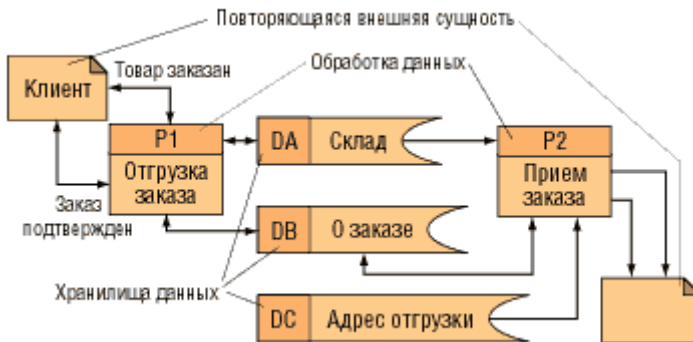 Повторяющаяся внешняя сущность
Клиент
Товар заказан
Обработка данных
P1
Отгрузка
заказа
DA
Склад
P2
Прием
заказа
Заказ
подтвержден
DB
О заказе
Хранилища данных
DC
Адрес отгрузки